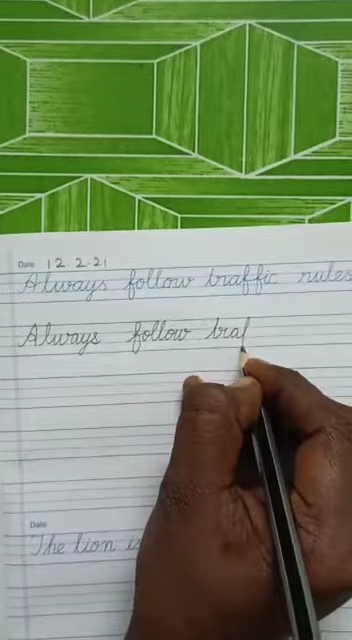 Date 12.2.21
Always follow traffic rules
Always follow traf
Date
The lion is